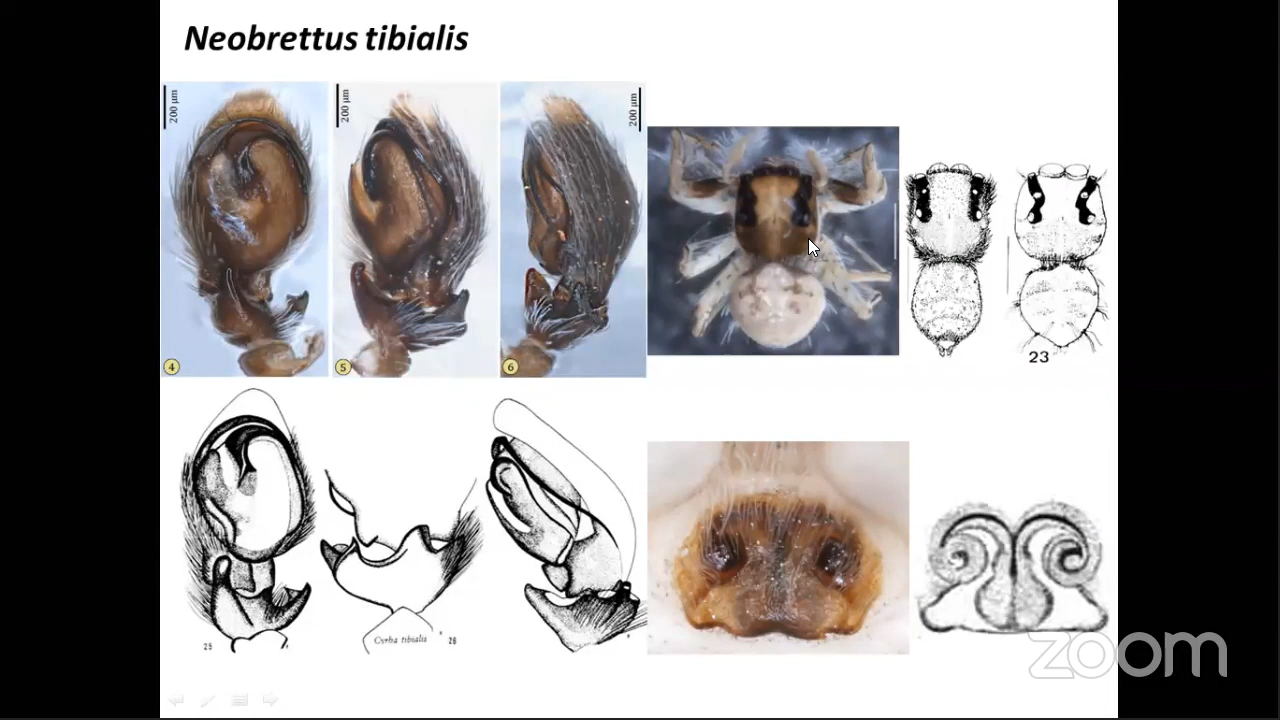 Neobrettus tibialis
200 µm
200 µm
200 µm
4
5
6
23
25
Cyrba tibialis
26
zoom